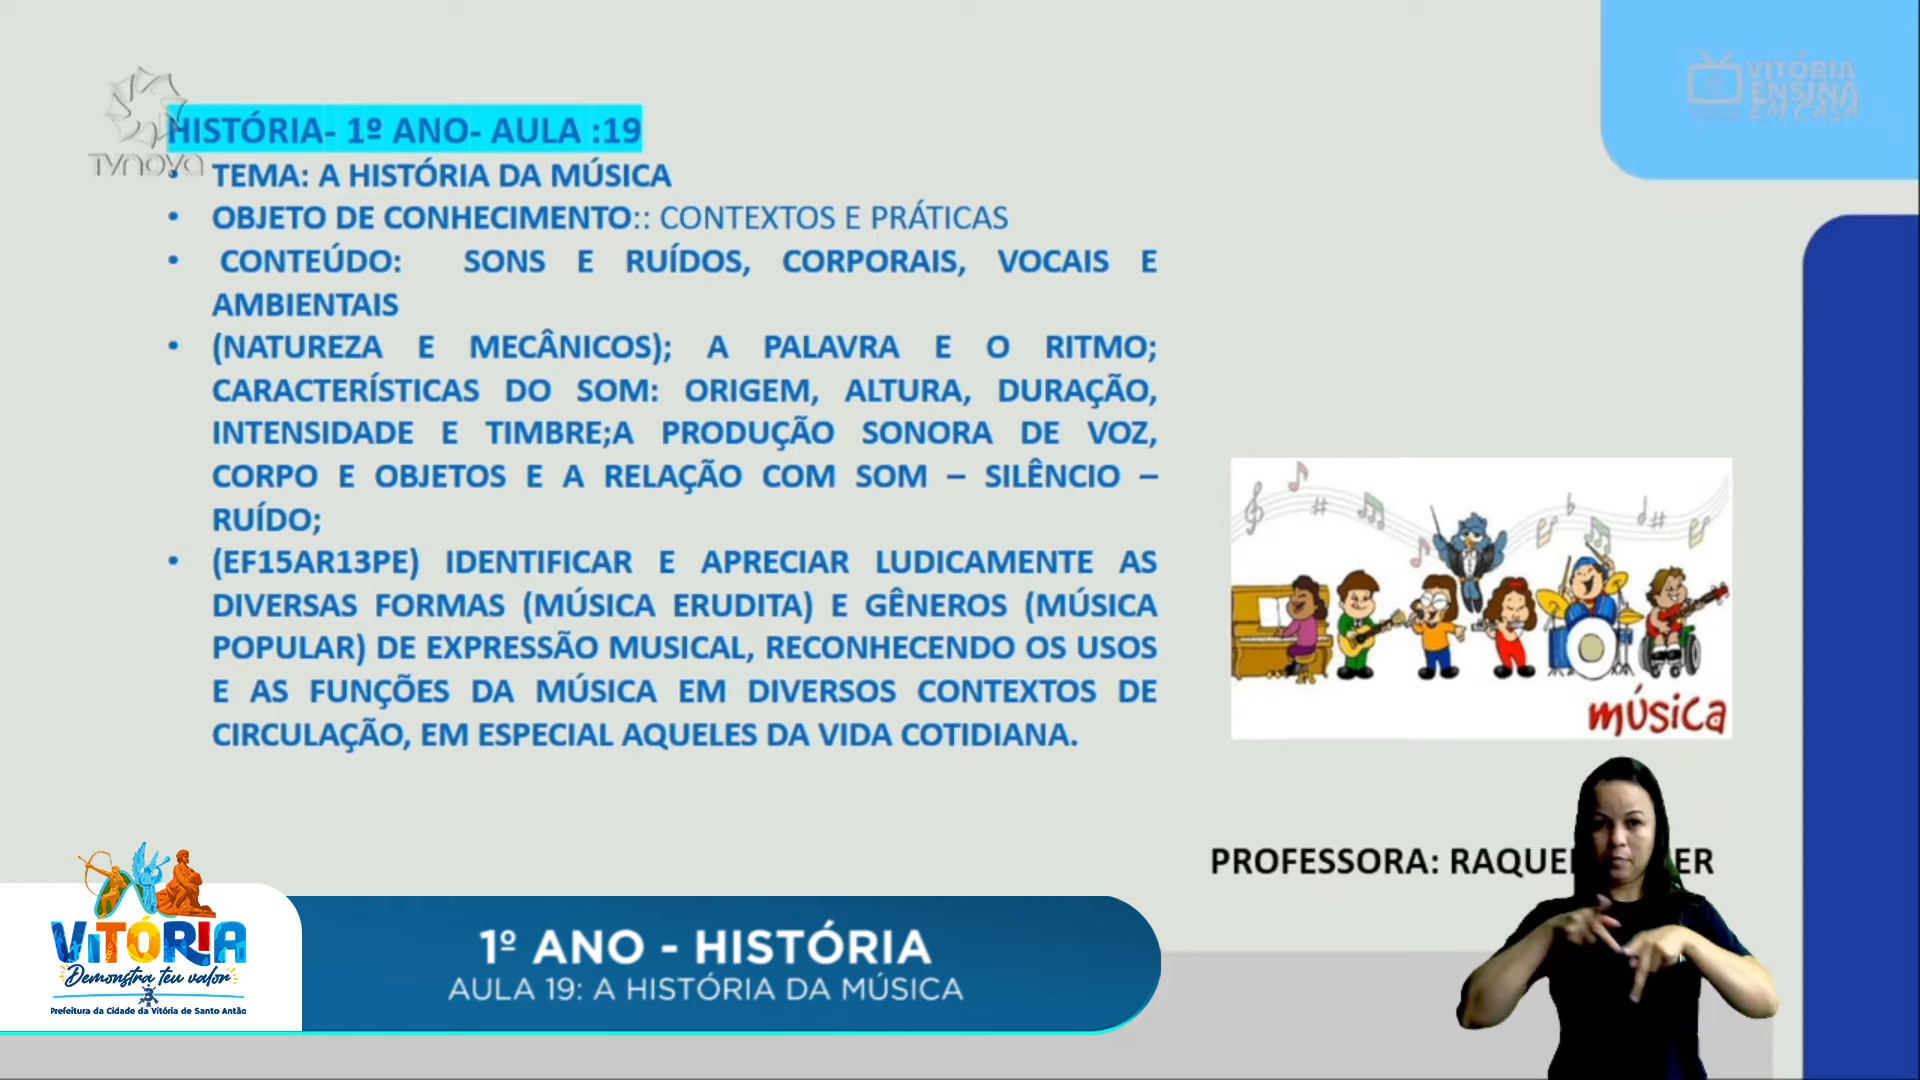 TVNOVA
VITÓRIA
ENSINA
EM CASA
HISTÓRIA- 1º ANO- AULA :19
• TEMA: A HISTÓRIA DA MÚSICA
• OBJETO DE CONHECIMENTO:: CONTEXTOS E PRÁTICAS
• CONTEÚDO: SONS E RUÍDOS, CORPORAIS, VOCAIS E
AMBIENTAIS
• (NATUREZA E MECÂNICOS); A PALAVRA E O RITMO;
CARACTERÍSTICAS DO SOM: ORIGEM, ALTURA, DURAÇÃO,
INTENSIDADE E TIMBRE;A PRODUÇÃO SONORA DE VOZ,
CORPO E OBJETOS E A RELAÇÃO COM SOM – SILÊNCIO –
RUÍDO;
• (EF15AR13PE) IDENTIFICAR E APRECIAR LUDICAMENTE AS
DIVERSAS FORMAS (MÚSICA ERUDITA) E GÊNEROS (MÚSICA
POPULAR) DE EXPRESSÃO MUSICAL, RECONHECENDO OS USOS
E AS FUNÇÕES DA MÚSICA EM DIVERSOS CONTEXTOS DE
CIRCULAÇÃO, EM ESPECIAL AQUELES DA VIDA COTIDIANA.
música
PROFESSORA: RAQUEL
VITÓRIA
Demonstra teu valor
Prefeitura da Cidade da Vitória de Santo Antão
1º ANO - HISTÓRIA
AULA 19: A HISTÓRIA DA MÚSICA